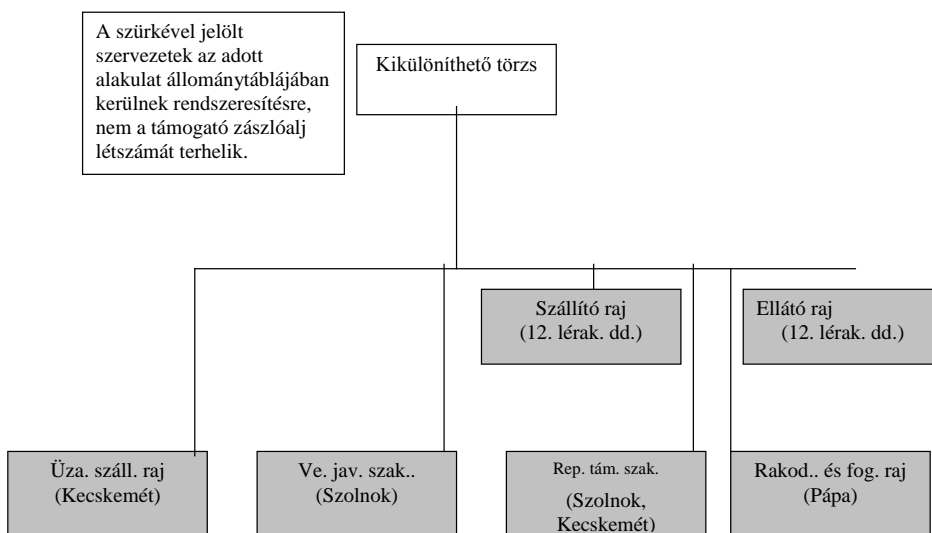 A szürkével jelölt
szervezetek az adott
alakulat állománytáblájában
kerülnek rendszeresítésre,
nem a támogató zászlóalj
létszámát terhelik.
Kikülöníthető törzs
Szállító raj
(12. lérak. dd.)
Ellátó raj
(12. lérak. dd.)
Üza. száll. raj
(Kecskemét)
Ve. jav. szak..
(Szolnok)
Rep. tám. szak.
(Szolnok,
Kecskemét)
Rakod.. és fog. raj
(Pápa)